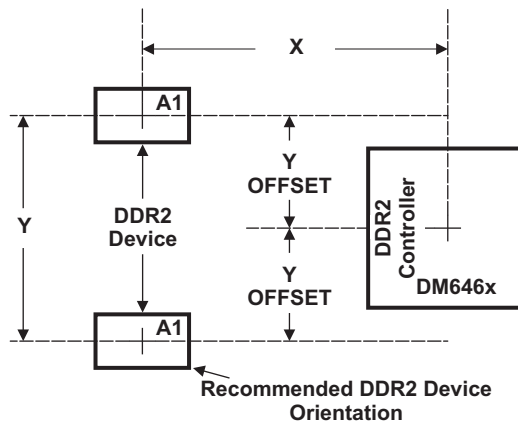 X
A1
Y
OFFSET
DDR2
Controller
DM646x
Y
DDR2
Device
Y
OFFSET
A1
Recommended DDR2 Device
Orientation